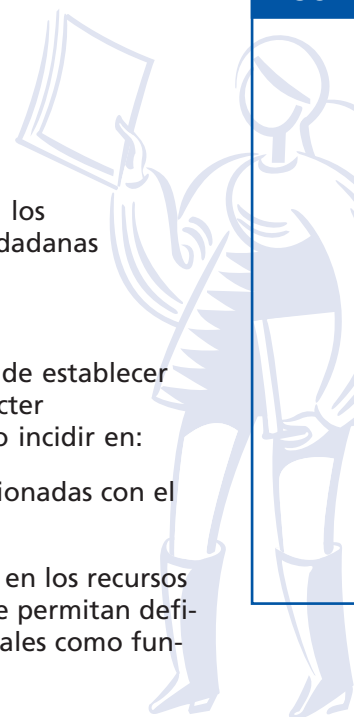 los
dadanas
de establecer
cter
o incidir en:
ionadas con el
en los recursos
e permitan defi-
ales como fun-